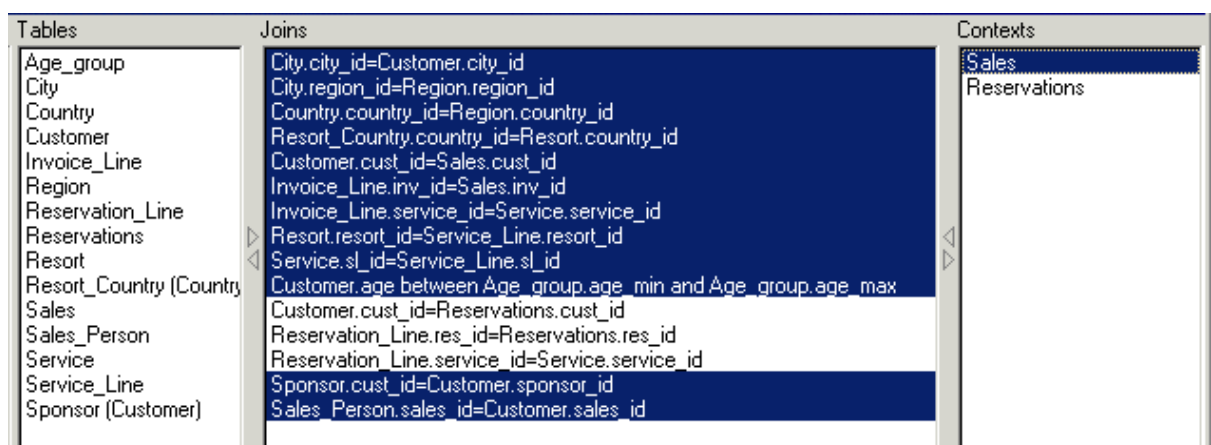 Tables
Age_group
City
Country
Customer
Invoice_Line
Region
Reservation_Line
Reservations
Resort
Resort_Country (Country
Sales
Sales_Person
Service
Service_Line
Sponsor (Customer)
Joins
City.city_id=Customer.city_id
City.region_id=Region.region_id
Country.country_id=Region.country_id
Resort_Country.country_id=Resort.country_id
Customer.cust_id=Sales.cust_id
Invoice_Line.inv_id=Sales.inv_id
Invoice_Line.service_id=Service.service_id
Resort.resort_id=Service_Line.resort_id
Service.sl_id=Service_Line.sl_id
Customer.age between Age_group.age_min and Age_group.age_max
Customer.cust_id=Reservations.cust_id
Reservation_Line.res_id=Reservations.res_id
Reservation_Line.service_id=Service.service_id
Sponsor.cust_id=Customer.sponsor_id
Sales_Person.sales_id=Customer.sales_id
Contexts
Sales
Reservations